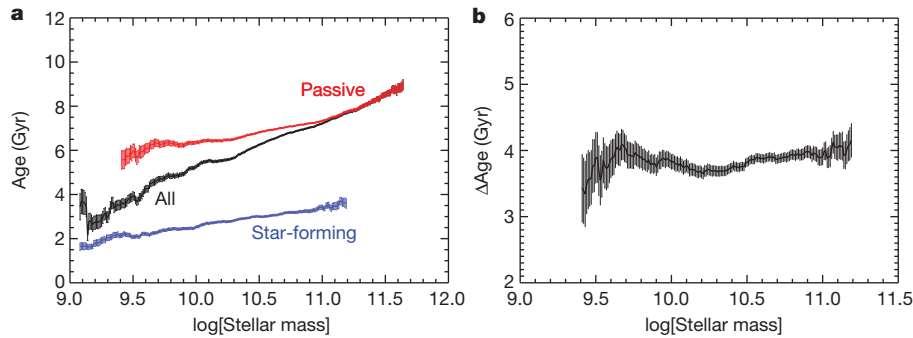 a
12
10
8
6
4
2
0
Age (Gyr)
Passive
All
Star-forming
9.0 9.5 10.0 10.5 11.0 11.5 12.0
log[Stellar mass]
b
6
5
4
3
2
ΔAge (Gyr)
9.0 9.5 10.0 10.5 11.0 11.5
log[Stellar mass]